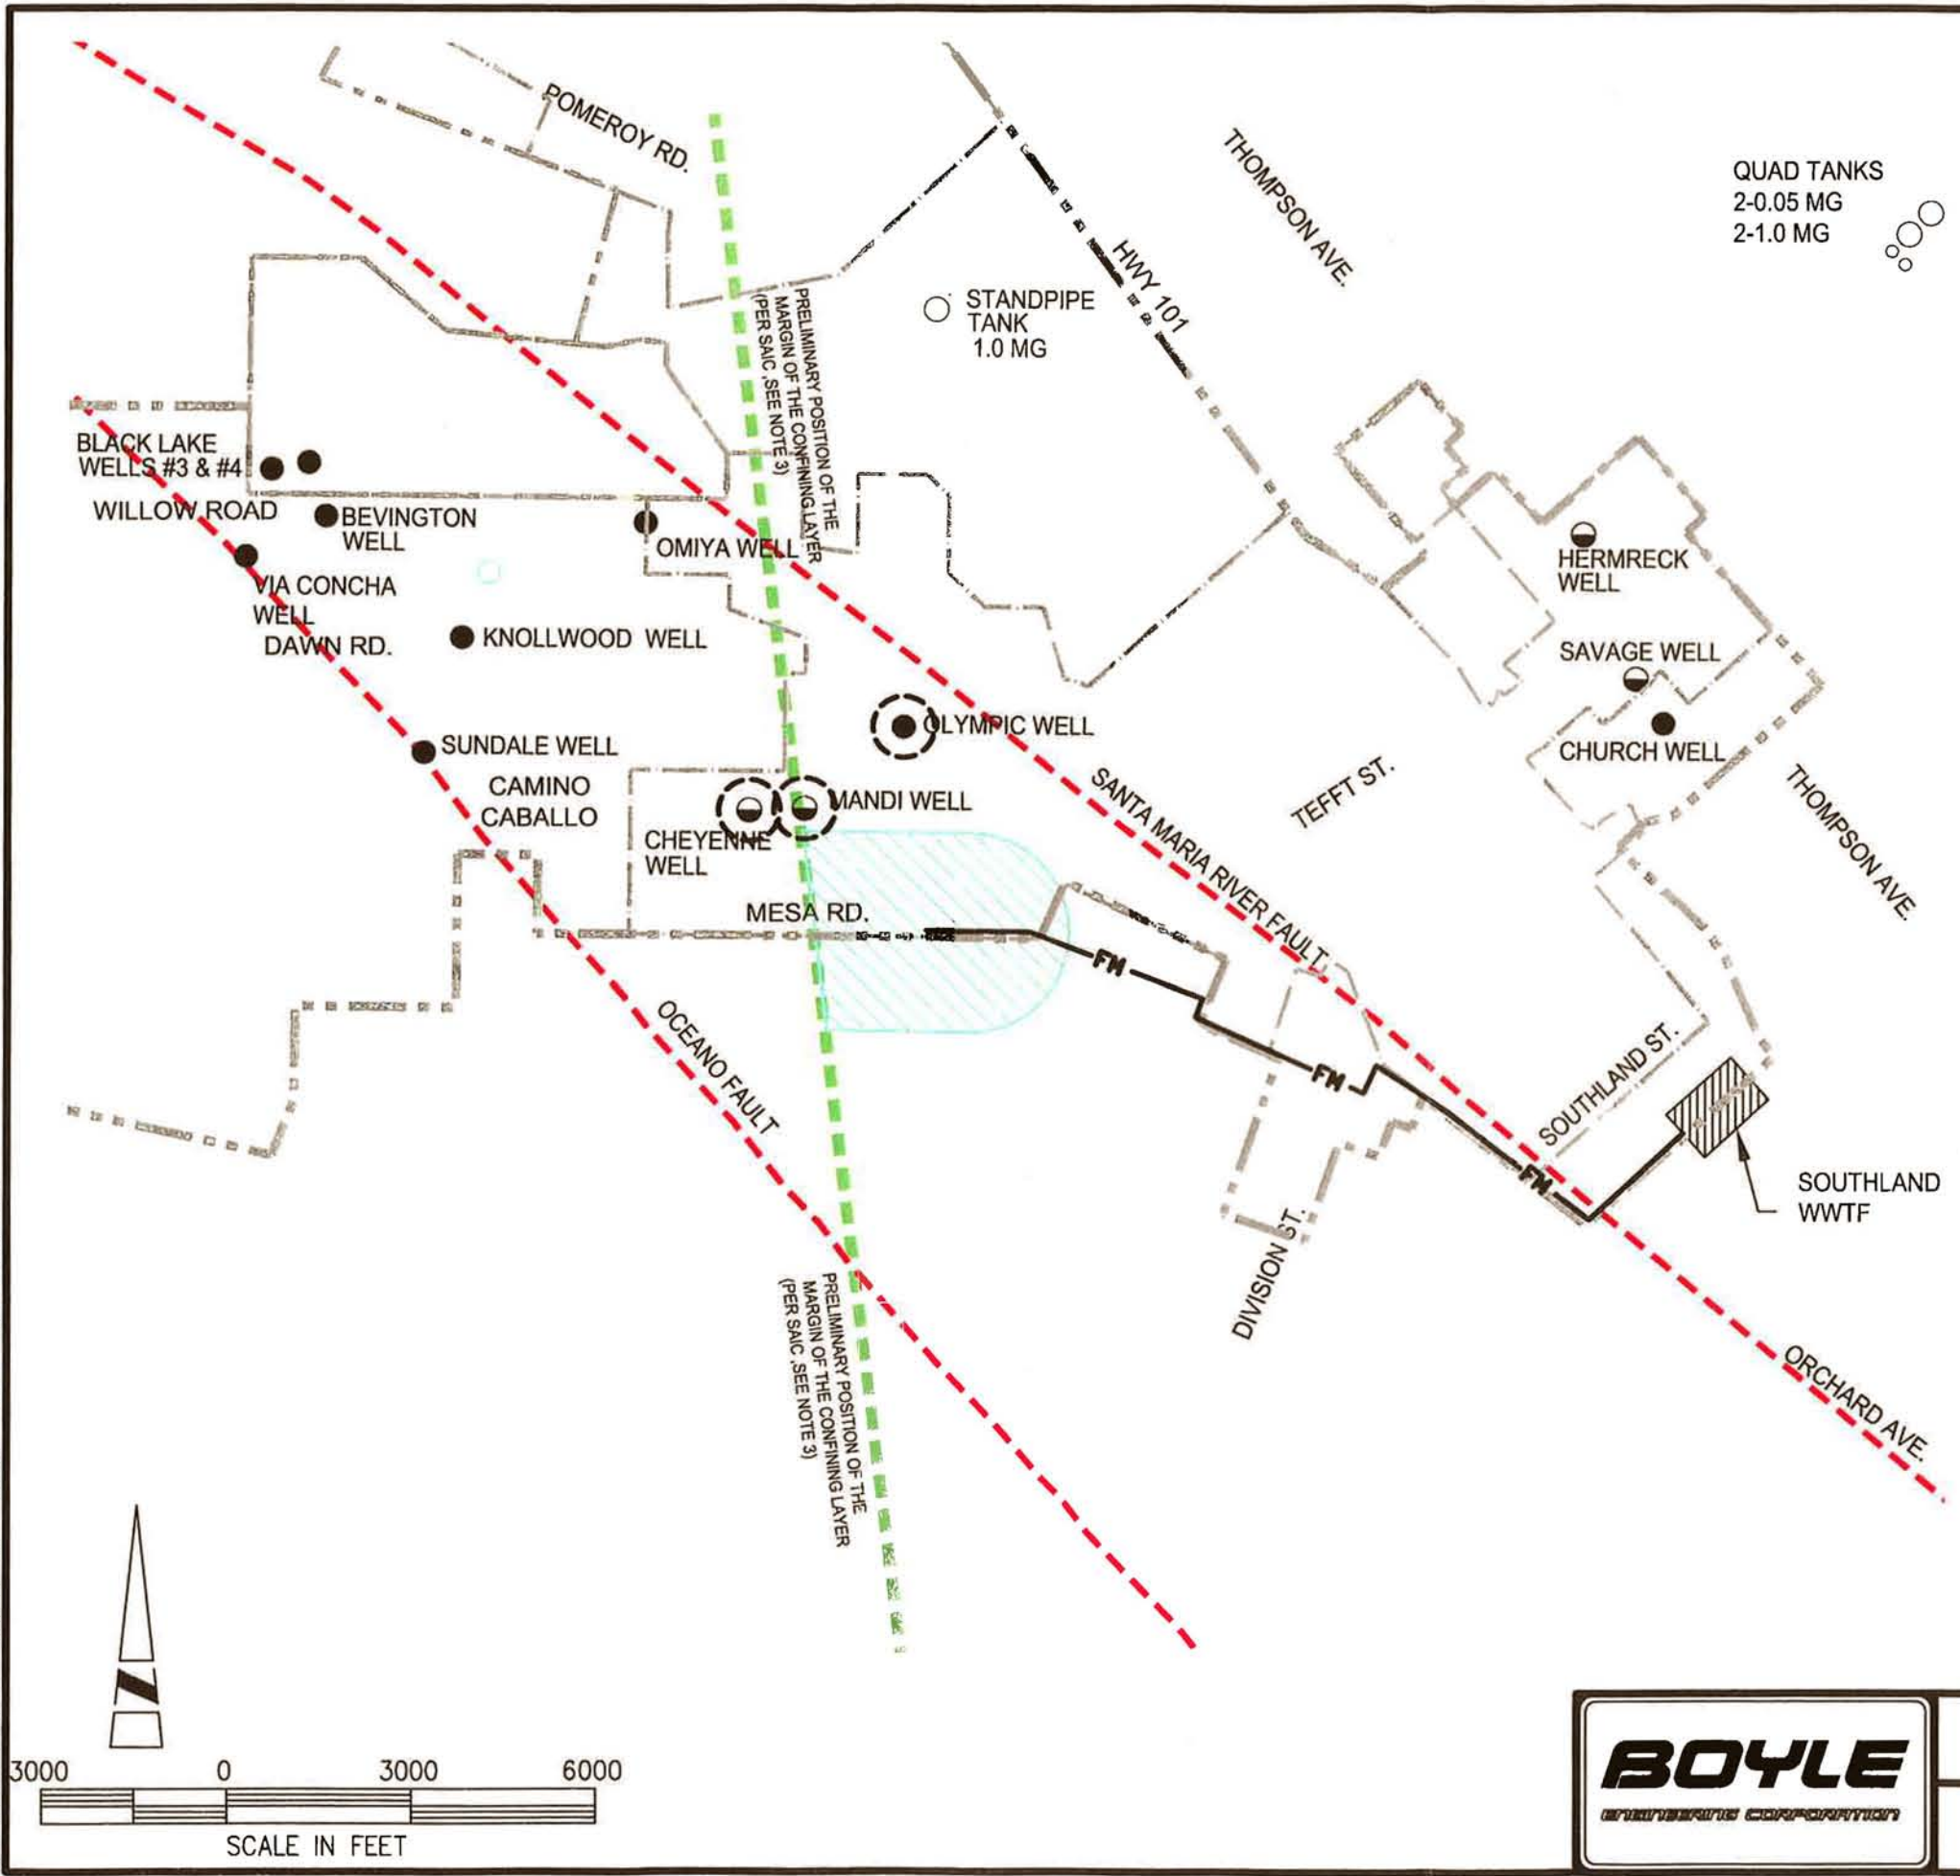 POMEROY RD.
THOMPSON AVE.
QUAD TANKS
2-0.05 MG
2-1.0 MG
HWY 101
STANDPIPE
TANK
1.0 MG
PRELIMINARY POSITION OF THE
MARGIN OF THE CONFINING LAYER
(PER SAIC ,SEE NOTE 3)
BLACK LAKE
WELLS #3 & #4
WILLOW ROAD
BEVINGTON
WELL
OMIYA WELL
VIA CONCHA
WELL
DAWN RD.
KNOLLWOOD WELL
HERMRECK
WELL
SAVAGE WELL
CHURCH WELL
OLYMPIC WELL
SUNDALE WELL
CAMINO
CABALLO
MANDI WELL
CHEYENNE
WELL
SANTA MARIA RIVER FAULT
TEFFT ST.
THOMPSON AVE.
MESA RD.
FM
OCEANO FAULT
FM
SOUTHLAND ST.
FM
SOUTHLAND
WWTF
DIVISION ST.
PRELIMINARY POSITION OF THE
MARGIN OF THE CONFINING LAYER
(PER SAIC ,SEE NOTE 3)
ORCHARD AVE.
3000 0 3000 6000
SCALE IN FEET
BOYLE
ENGINEERING CORPORATION